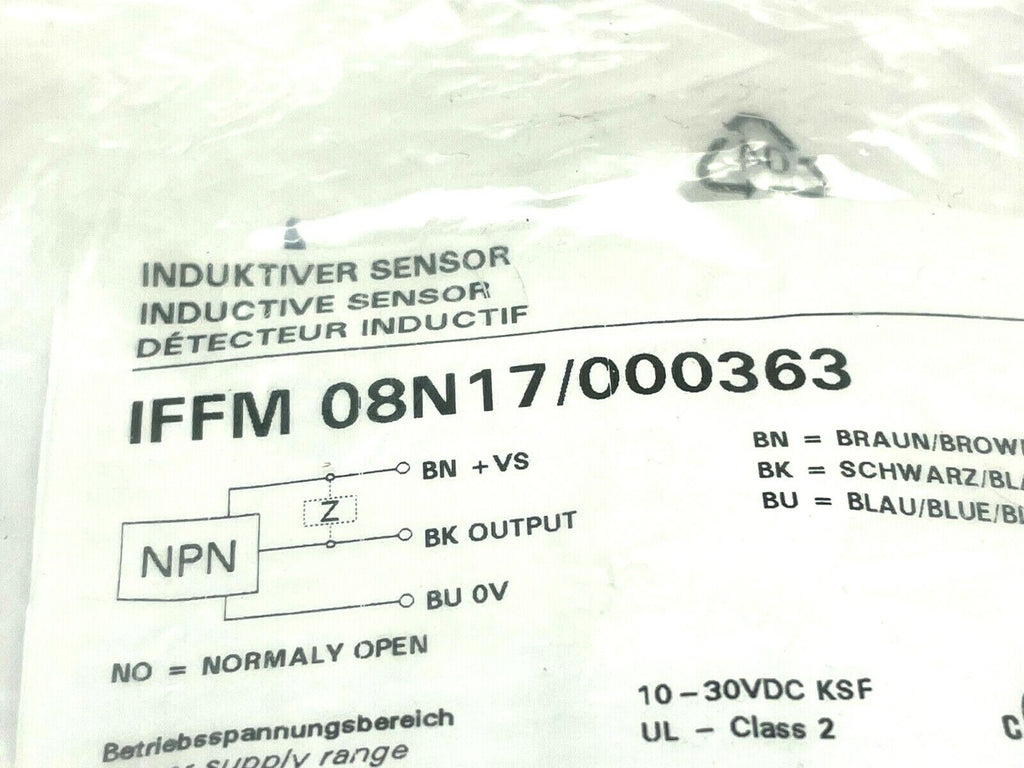 INDUKTIVER SENSOR
INDUCTIVE SENSOR
DÉTECTEUR INDUCTIF
IFFM 08N17/000363
BN +VS
Z
BK OUTPUT
NPN
BU 0V
NO = NORMALY OPEN
BN = BRAUN/BROWN
BK = SCHWARZ/BLA
BU = BLAU/BLUE/BL
10-30VDC KSF
UL - Class 2
Betriebsspannungsbereich
supply range